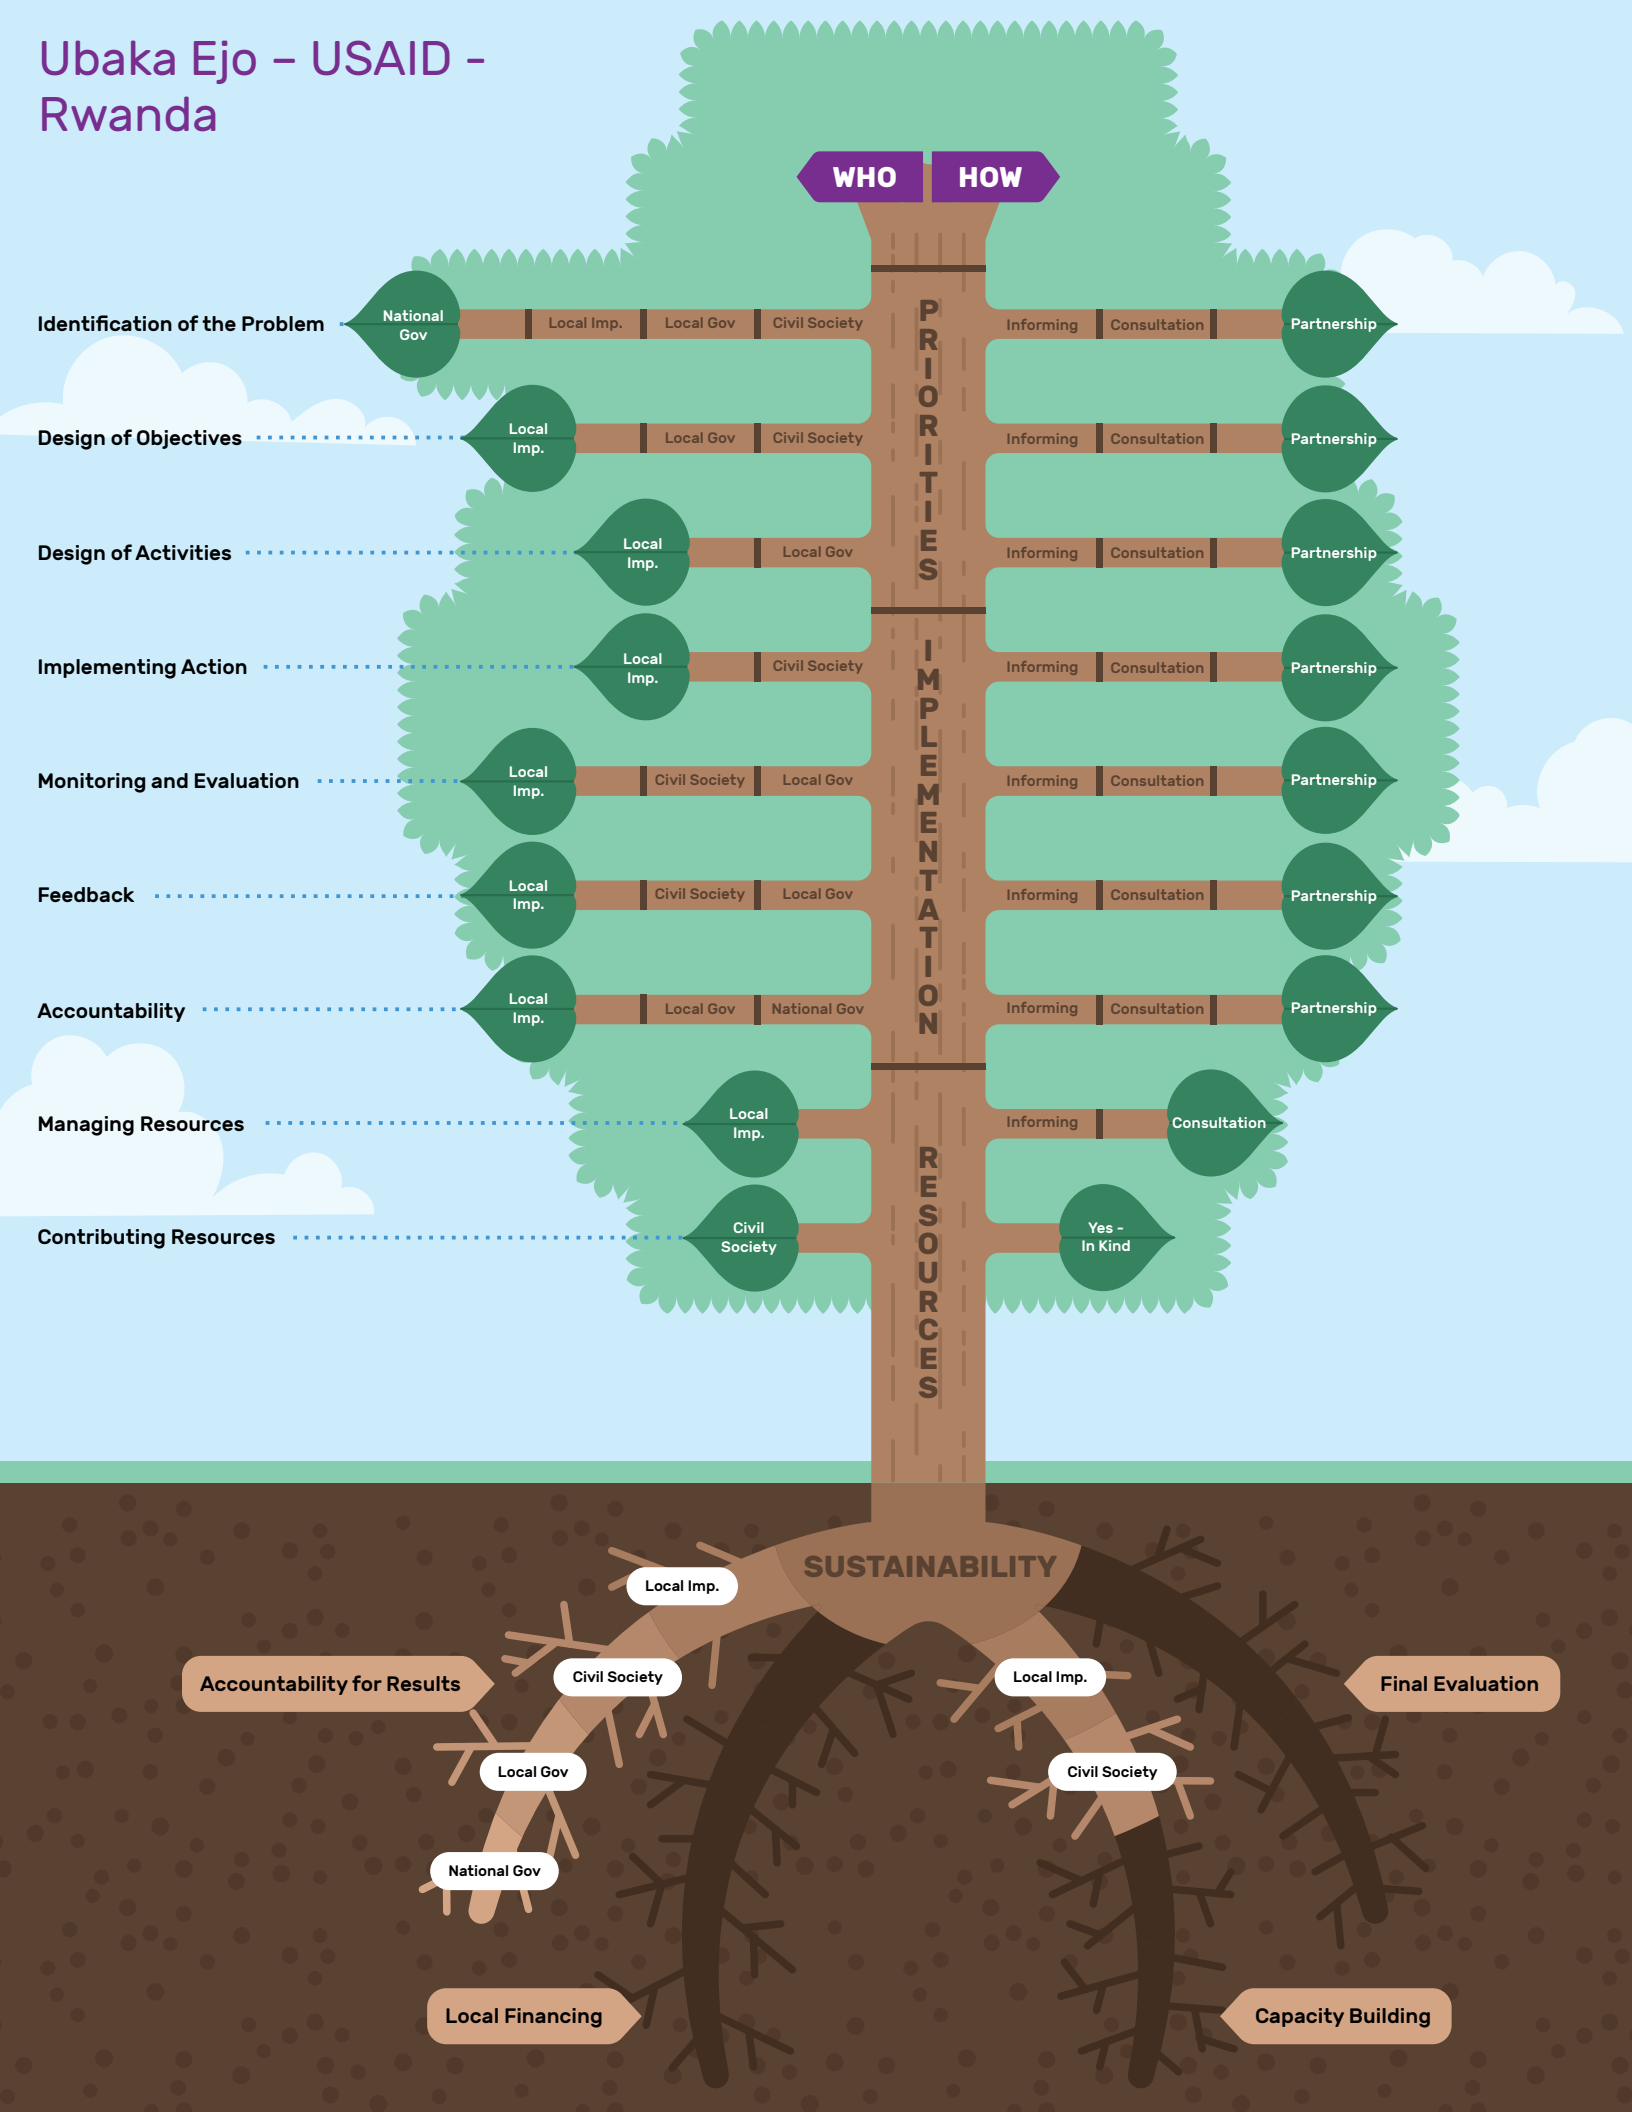 Ubaka Ejo – USAID -
Rwanda
WHO
HOW
PRIORITIES
Identification of the Problem
National
Gov
Local Imp.
Local Gov
Civil Society
Informing
Consultation
Partnership
Design of Objectives
Local
Imp.
Local Gov
Civil Society
Informing
Consultation
Partnership
Design of Activities
Local
Imp.
Local Gov
Informing
Consultation
Partnership
IMPLEMENTATION
Implementing Action
Local
Imp.
Civil Society
Informing
Consultation
Partnership
Monitoring and Evaluation
Local
Imp.
Civil Society
Local Gov
Informing
Consultation
Partnership
Feedback
Local
Imp.
Civil Society
Local Gov
Informing
Consultation
Partnership
Accountability
Local
Imp.
Local Gov
National Gov
Informing
Consultation
Partnership
RESOURCES
Managing Resources
Local
Imp.
Informing
Consultation
Contributing Resources
Civil
Society
Yes -
In Kind
SUSTAINABILITY
Accountability for Results
Local Imp.
Civil Society
Local Gov
National Gov
Local Financing
Local Imp.
Civil Society
Capacity Building
Final Evaluation